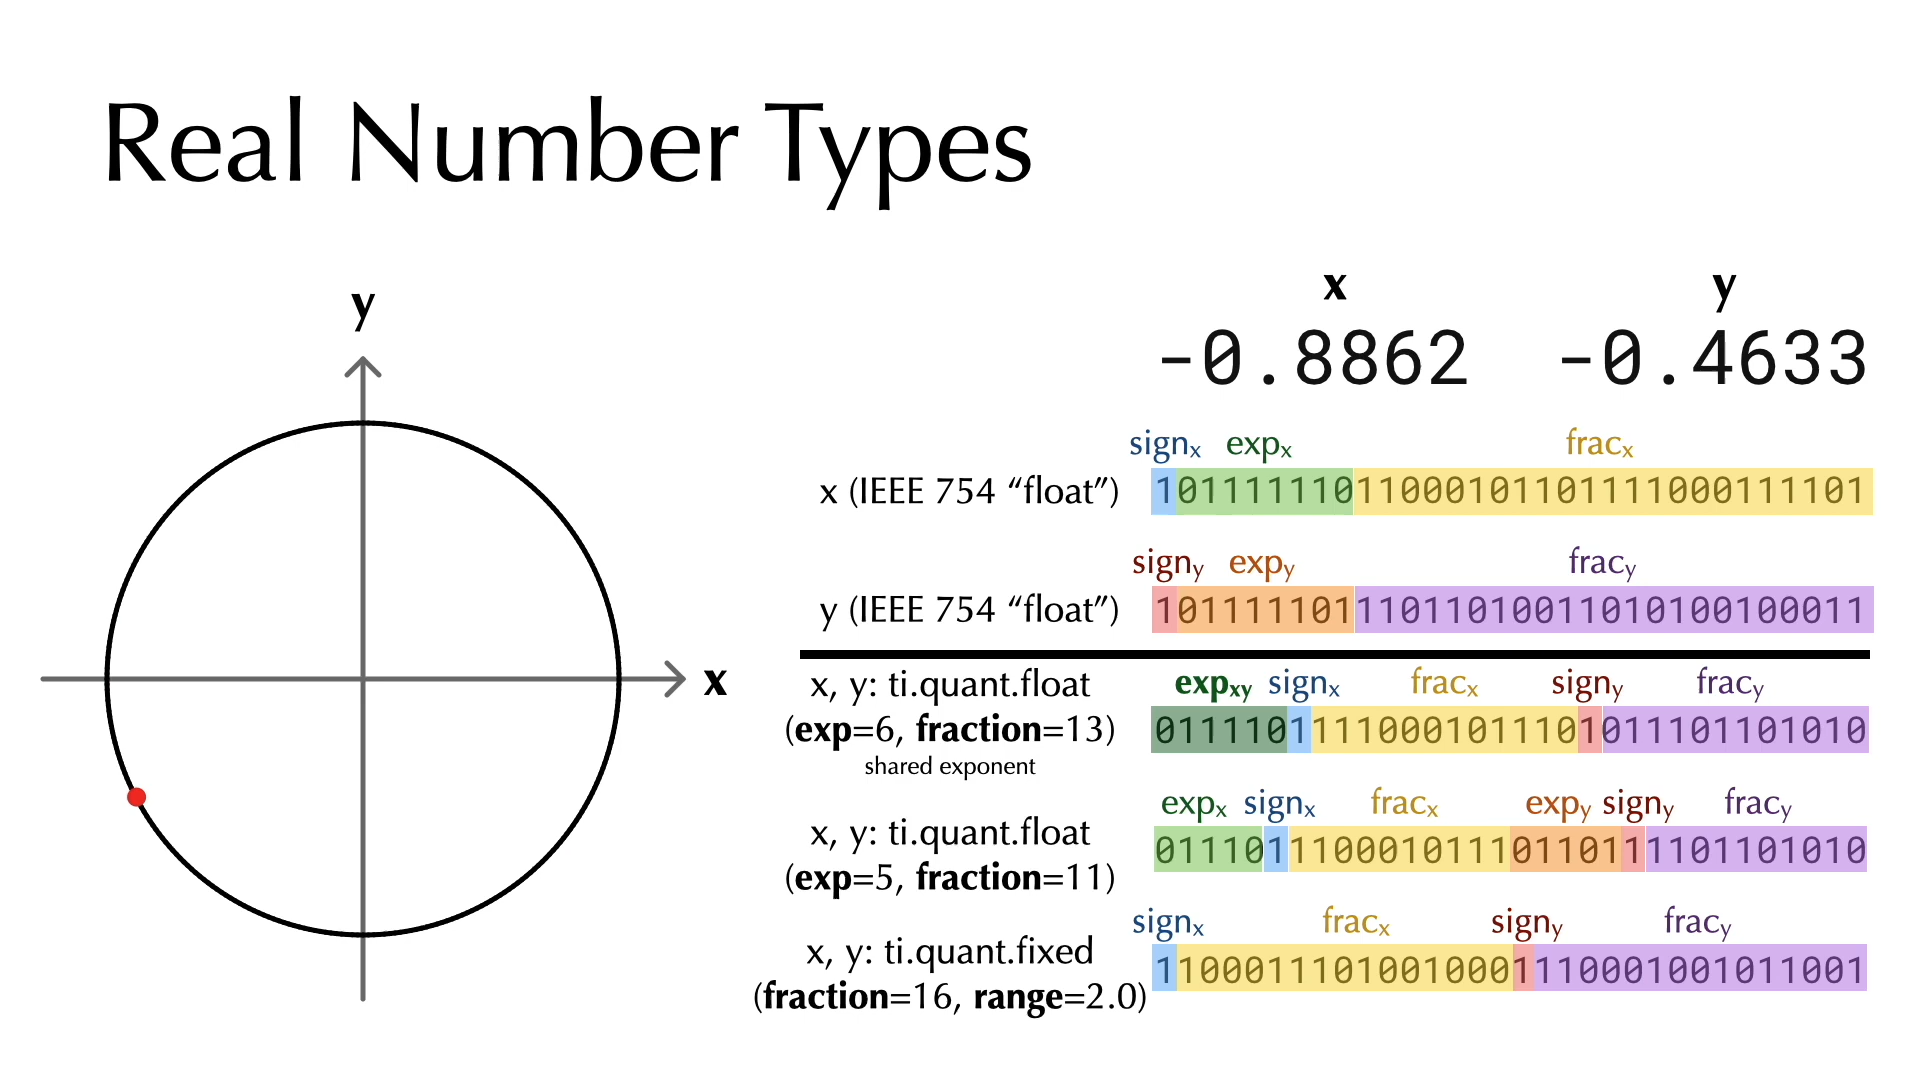 Real Number Types
y
x
x y
-0.8862 -0.4633
signx expx fracx
x (IEEE 754 “float”) 10111111011000101101111000111101
signy expy fracy
y (IEEE 754 “float”) 10111110111011010011010100100011
expxy signx fracx signy fracy
x, y: ti.quant.float
(exp=6, fraction=13) 01111011110001011101011101101010
shared exponent
expx signx fracx expy signy fracy
x, y: ti.quant.float
(exp=5, fraction=11) 01110111000101110110111101101010
signx fracx signy fracy
x, y: ti.quant.fixed
(fraction=16, range=2.0) 11000111010010001110001001011001